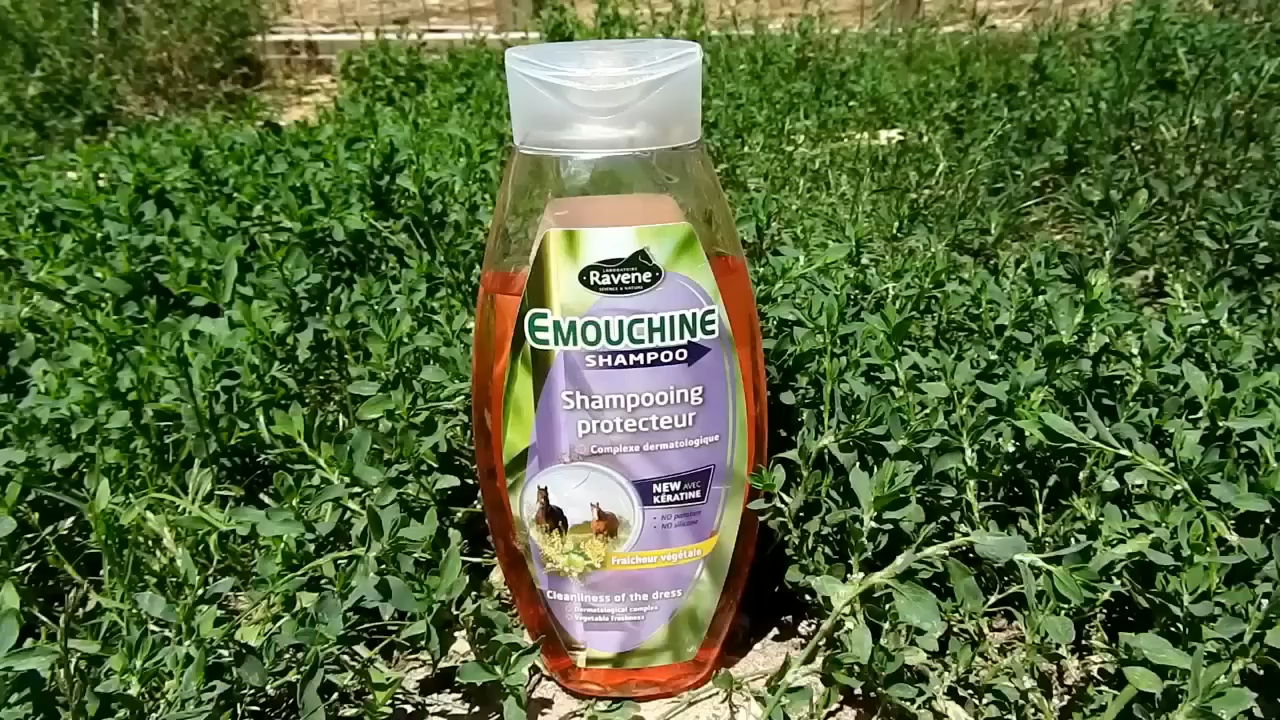 LABORATOIRE
Ravene
SCIENCE & NATURE
EMOUCHINE
SHAMPOO
Shampooing
protecteur
Complexe dermatologique
NEW AVEC
KÉRATINE
• NO paraben
• NO silicone
Fraîcheur végétale
Cleanliness of the dress
Dermatological complex
Vegetable freshness